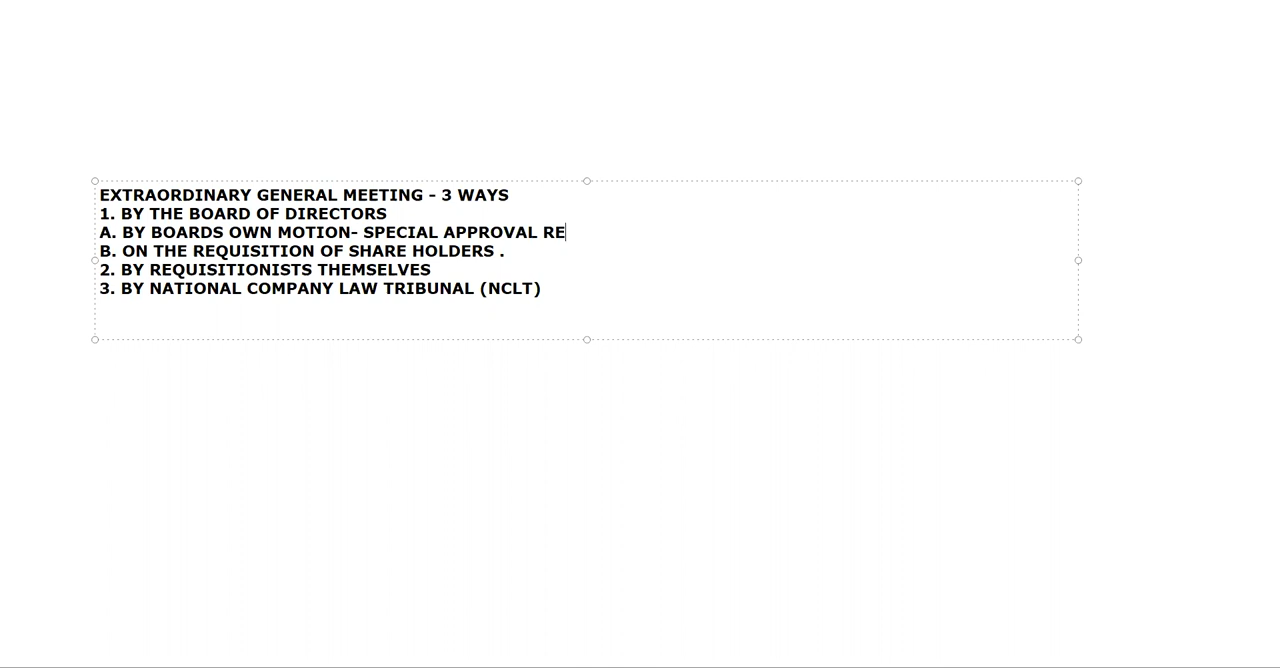 EXTRAORDINARY GENERAL MEETING - 3 WAYS
1. BY THE BOARD OF DIRECTORS
A. BY BOARDS OWN MOTION- SPECIAL APPROVAL RE
B. ON THE REQUISITION OF SHARE HOLDERS .
2. BY REQUISITIONISTS THEMSELVES
3. BY NATIONAL COMPANY LAW TRIBUNAL (NCLT)